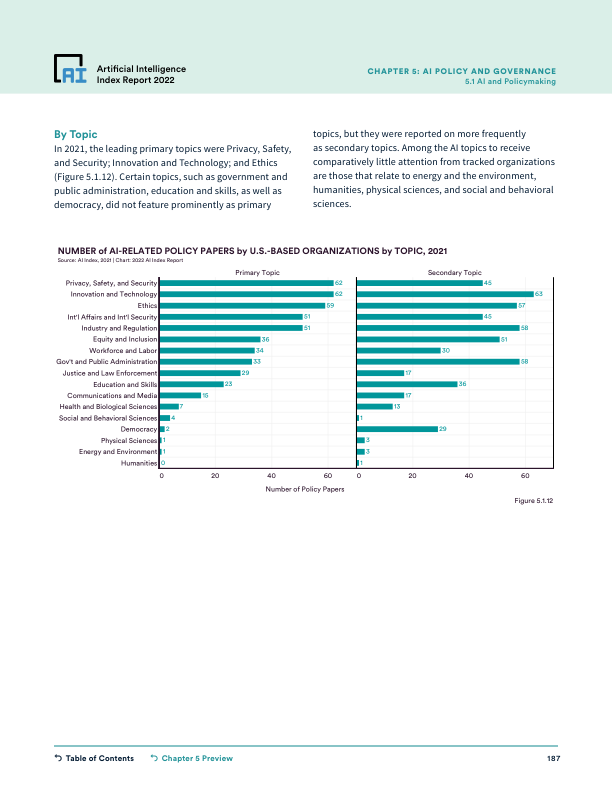 AI
Artificial Intelligence
Index Report 2022
CHAPTER 5: AI POLICY AND GOVERNANCE
5.1 AI and Policymaking
By Topic
In 2021, the leading primary topics were Privacy, Safety,
and Security; Innovation and Technology; and Ethics
(Figure 5.1.12). Certain topics, such as government and
public administration, education and skills, as well as
democracy, did not feature prominently as primary
topics, but they were reported on more frequently
as secondary topics. Among the AI topics to receive
comparatively little attention from tracked organizations
are those that relate to energy and the environment,
humanities, physical sciences, and social and behavioral
sciences.
NUMBER of AI-RELATED POLICY PAPERS by U.S.-BASED ORGANIZATIONS by TOPIC, 2021
Source: AI Index, 2021 | Chart: 2022 AI Index Report
Primary Topic Secondary Topic
Privacy, Safety, and Security 62 45
Innovation and Technology 62 63
Ethics 59 57
Int'l Affairs and Int'l Security 51 45
Industry and Regulation 51 58
Equity and Inclusion 36 51
Workforce and Labor 34 30
Gov't and Public Administration 33 58
Justice and Law Enforcement 29 17
Education and Skills 23 36
Communications and Media 15 17
Health and Biological Sciences 7 13
Social and Behavioral Sciences 4 1
Democracy 2 29
Physical Sciences 1 3
Energy and Environment 1 3
Humanities 0 1
0 20 40 60 0 20 40 60
Number of Policy Papers
Figure 5.1.12
Table of Contents Chapter 5 Preview 187